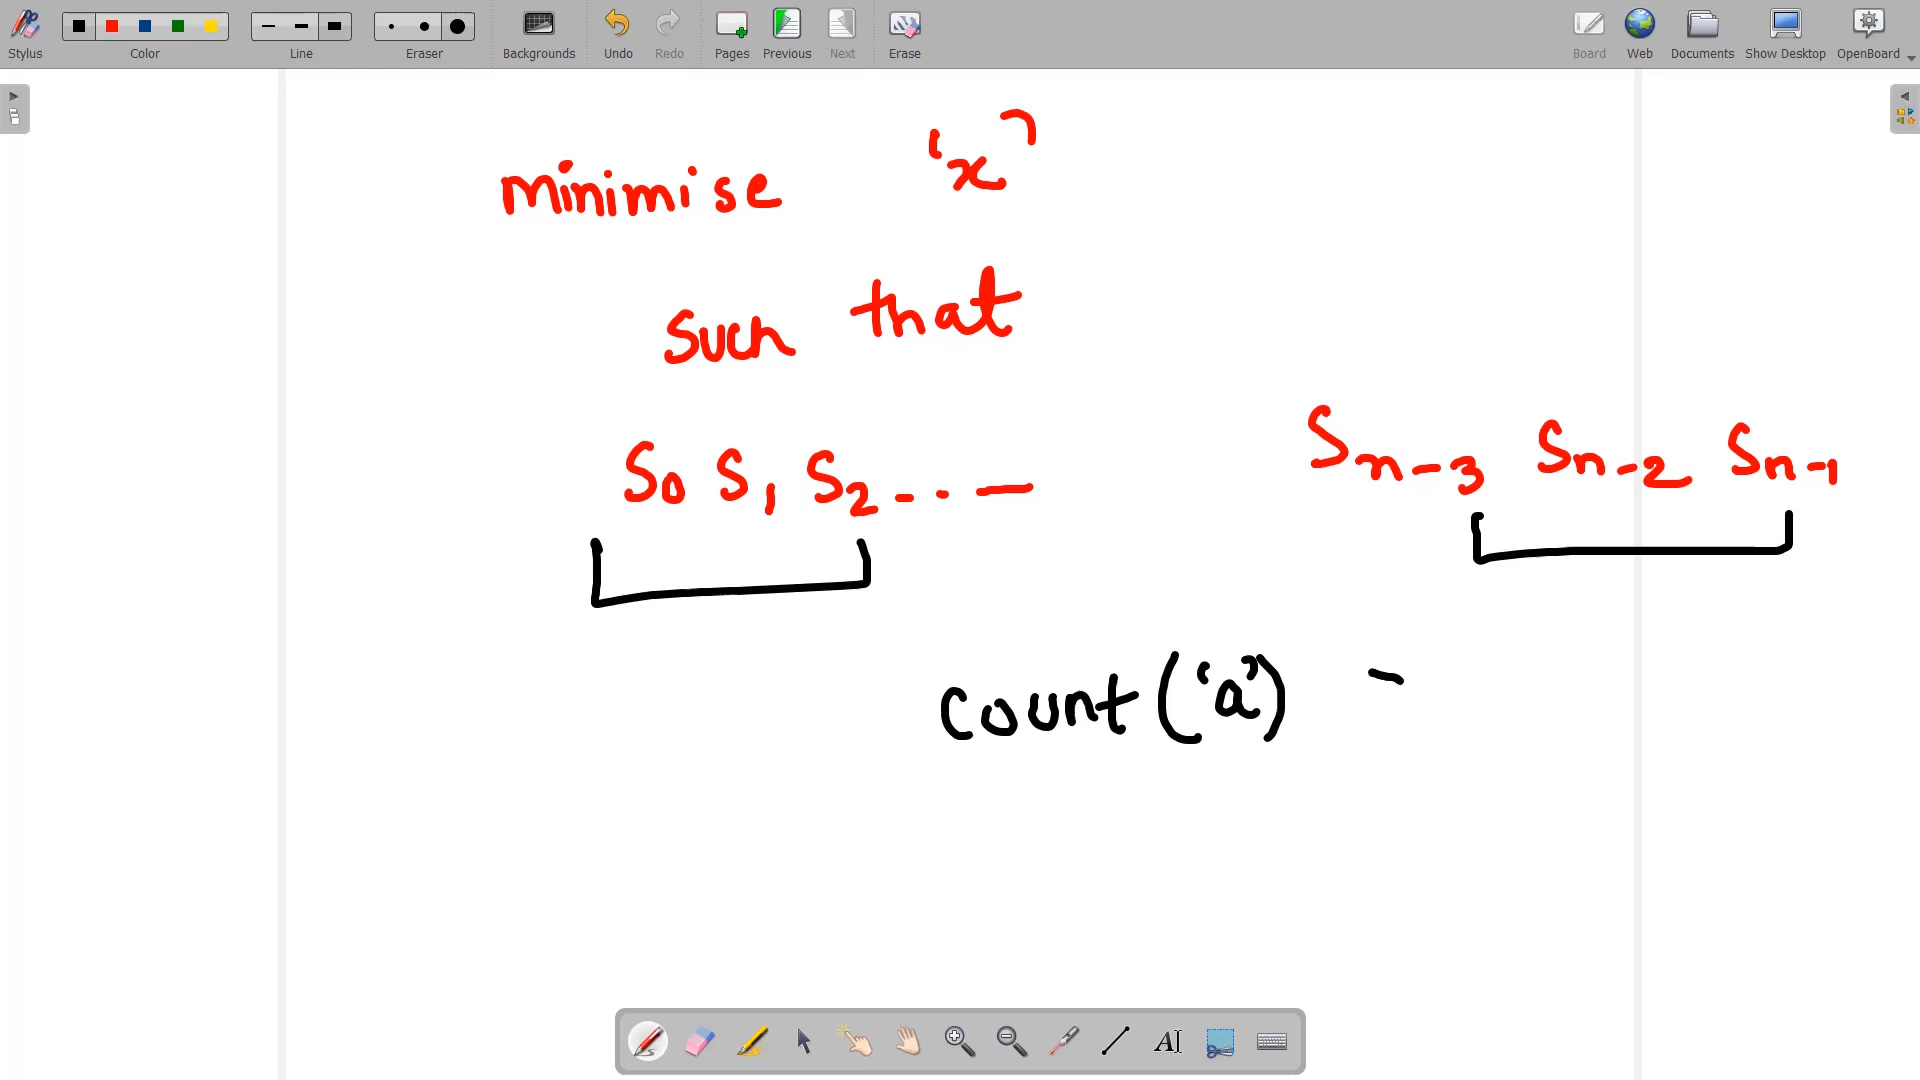 Stylus Color Line Eraser Backgrounds Undo Redo Pages Previous Next Erase Board Web Documents Show Desktop OpenBoard
minimise 'x'
such that
S0 S1 S2 ... — Sn-3 Sn-2 Sn-1
count('a') -